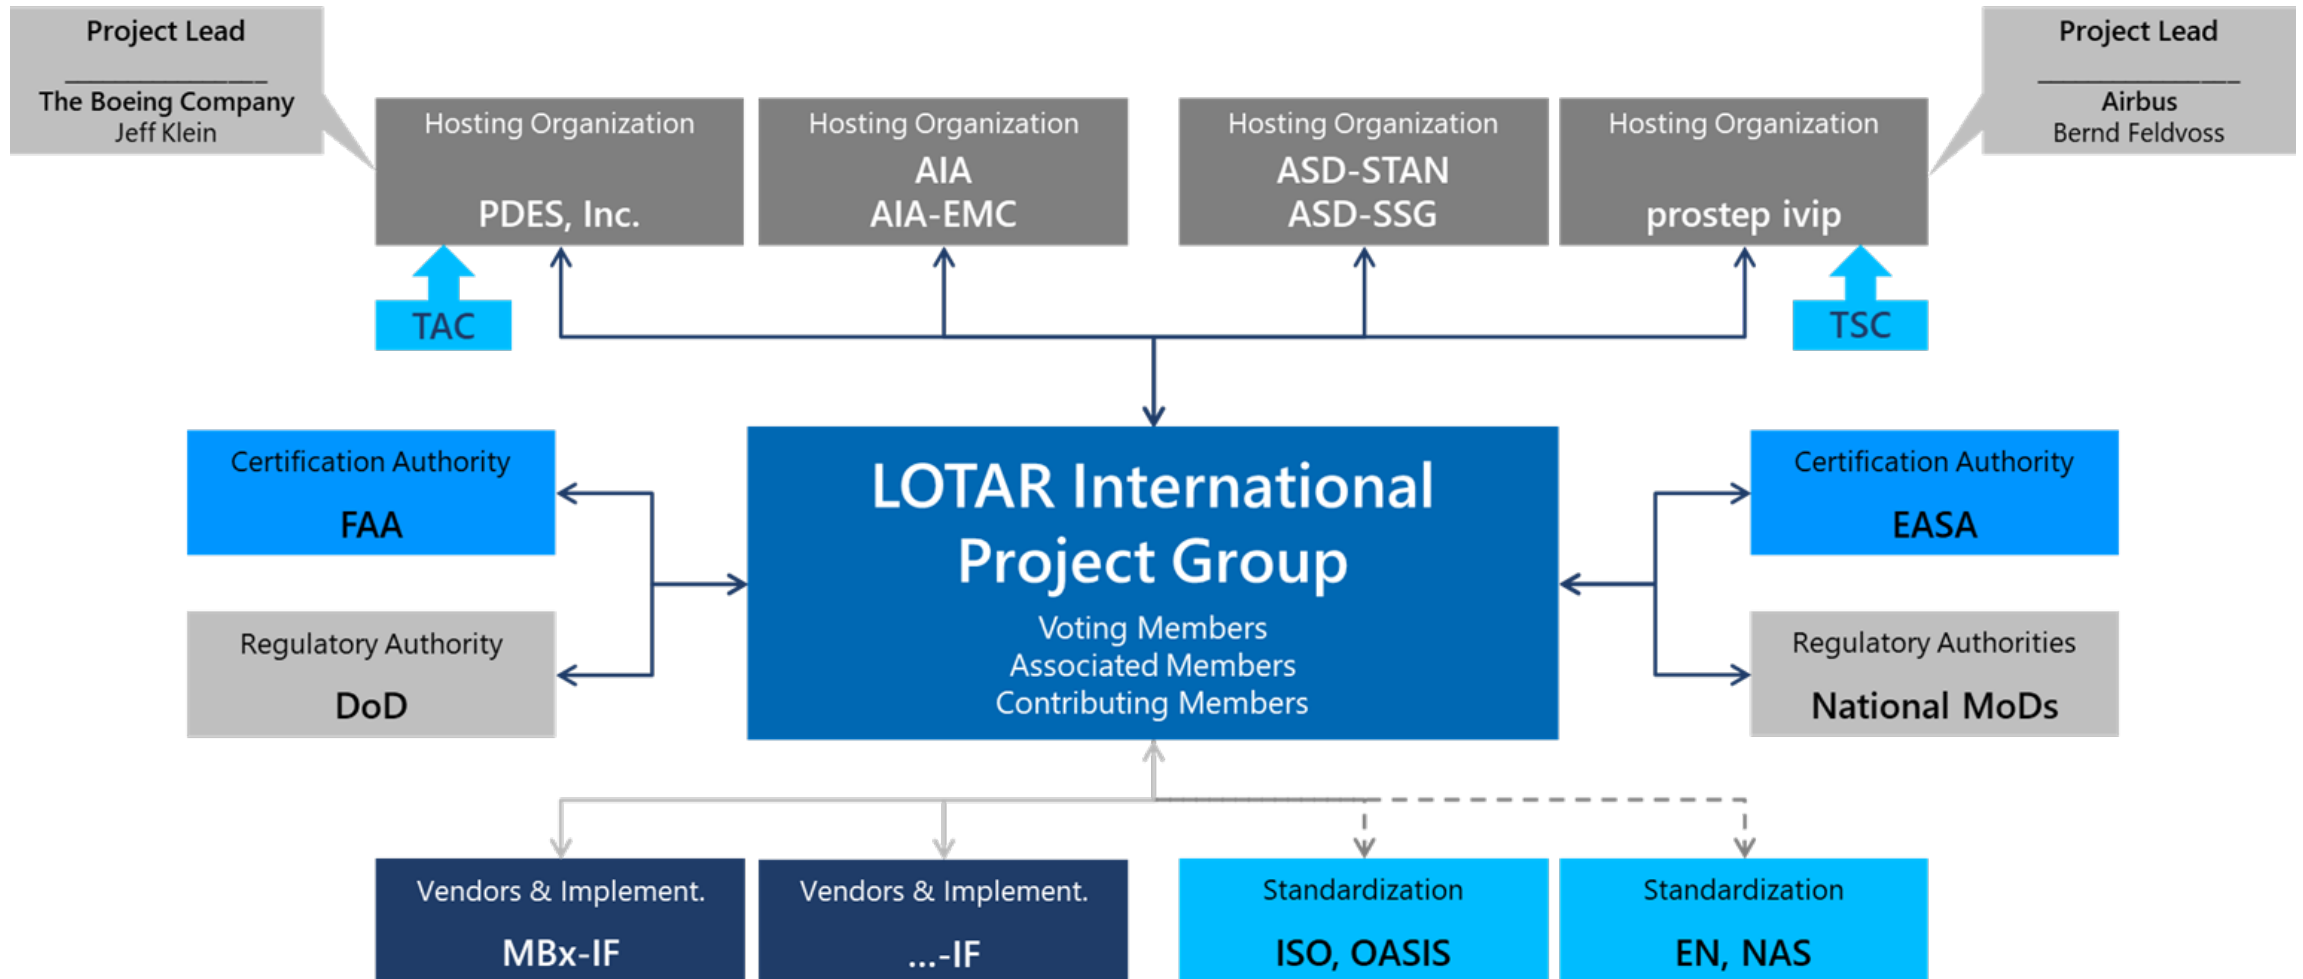 Project Lead
________________
The Boeing Company
Jeff Klein
Project Lead
________________
Airbus
Bernd Feldvoss
Hosting Organization
PDES, Inc.
Hosting Organization
AIA
AIA-EMC
Hosting Organization
ASD-STAN
ASD-SSG
Hosting Organization
prostep ivip
TAC
TSC
Certification Authority
FAA
Regulatory Authority
DoD
LOTAR International
Project Group
Voting Members
Associated Members
Contributing Members
Certification Authority
EASA
Regulatory Authorities
National MoDs
Vendors & Implement.
MBx-IF
Vendors & Implement.
...-IF
Standardization
ISO, OASIS
Standardization
EN, NAS